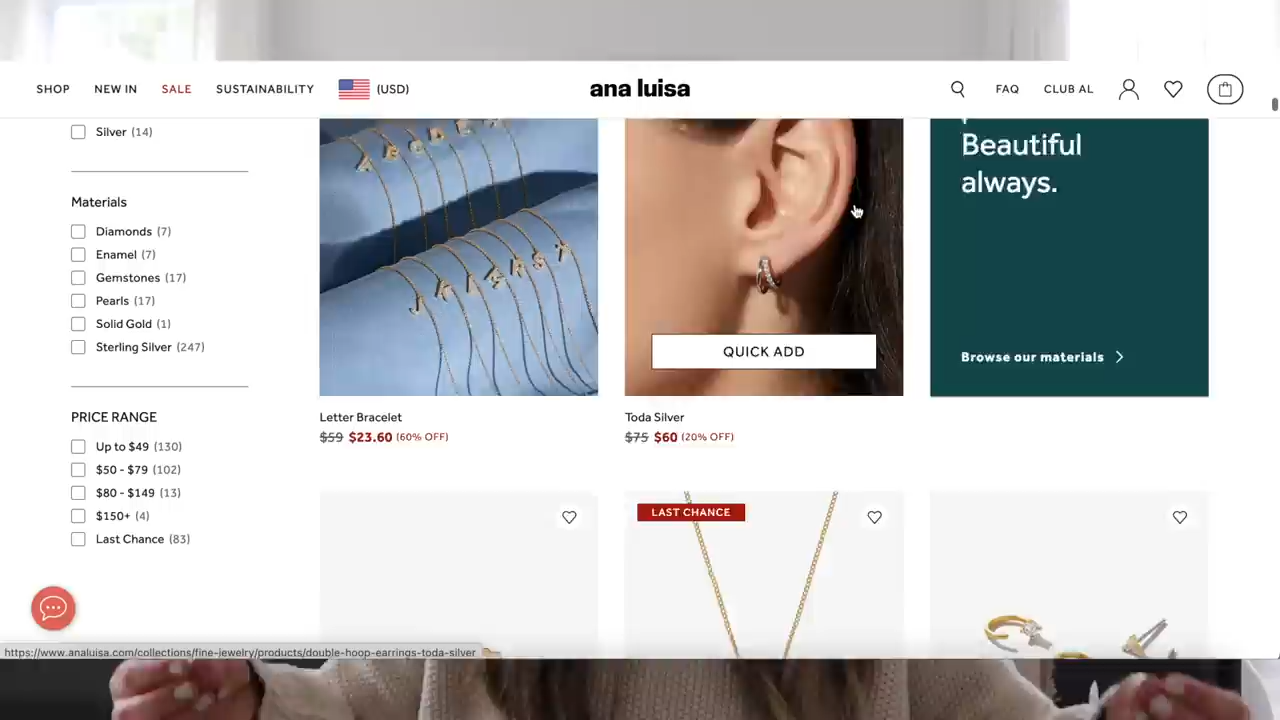 SHOP NEW IN SALE SUSTAINABILITY (USD) ana luisa FAQ CLUB AL
Silver (14)
Materials
Diamonds (7)
Enamel (7)
Gemstones (17)
Pearls (17)
Solid Gold (1)
Sterling Silver (247)
PRICE RANGE
Up to $49 (130)
$50 - $79 (102)
$80 - $149 (13)
$150+ (4)
Last Chance (83)
Beautiful
always.
QUICK ADD
Browse our materials
Letter Bracelet
$59 $23.60 (60% OFF)
Toda Silver
$75 $60 (20% OFF)
LAST CHANCE
https://www.analuisa.com/collections/fine-jewelry/products/double-hoop-earrings-toda-silver